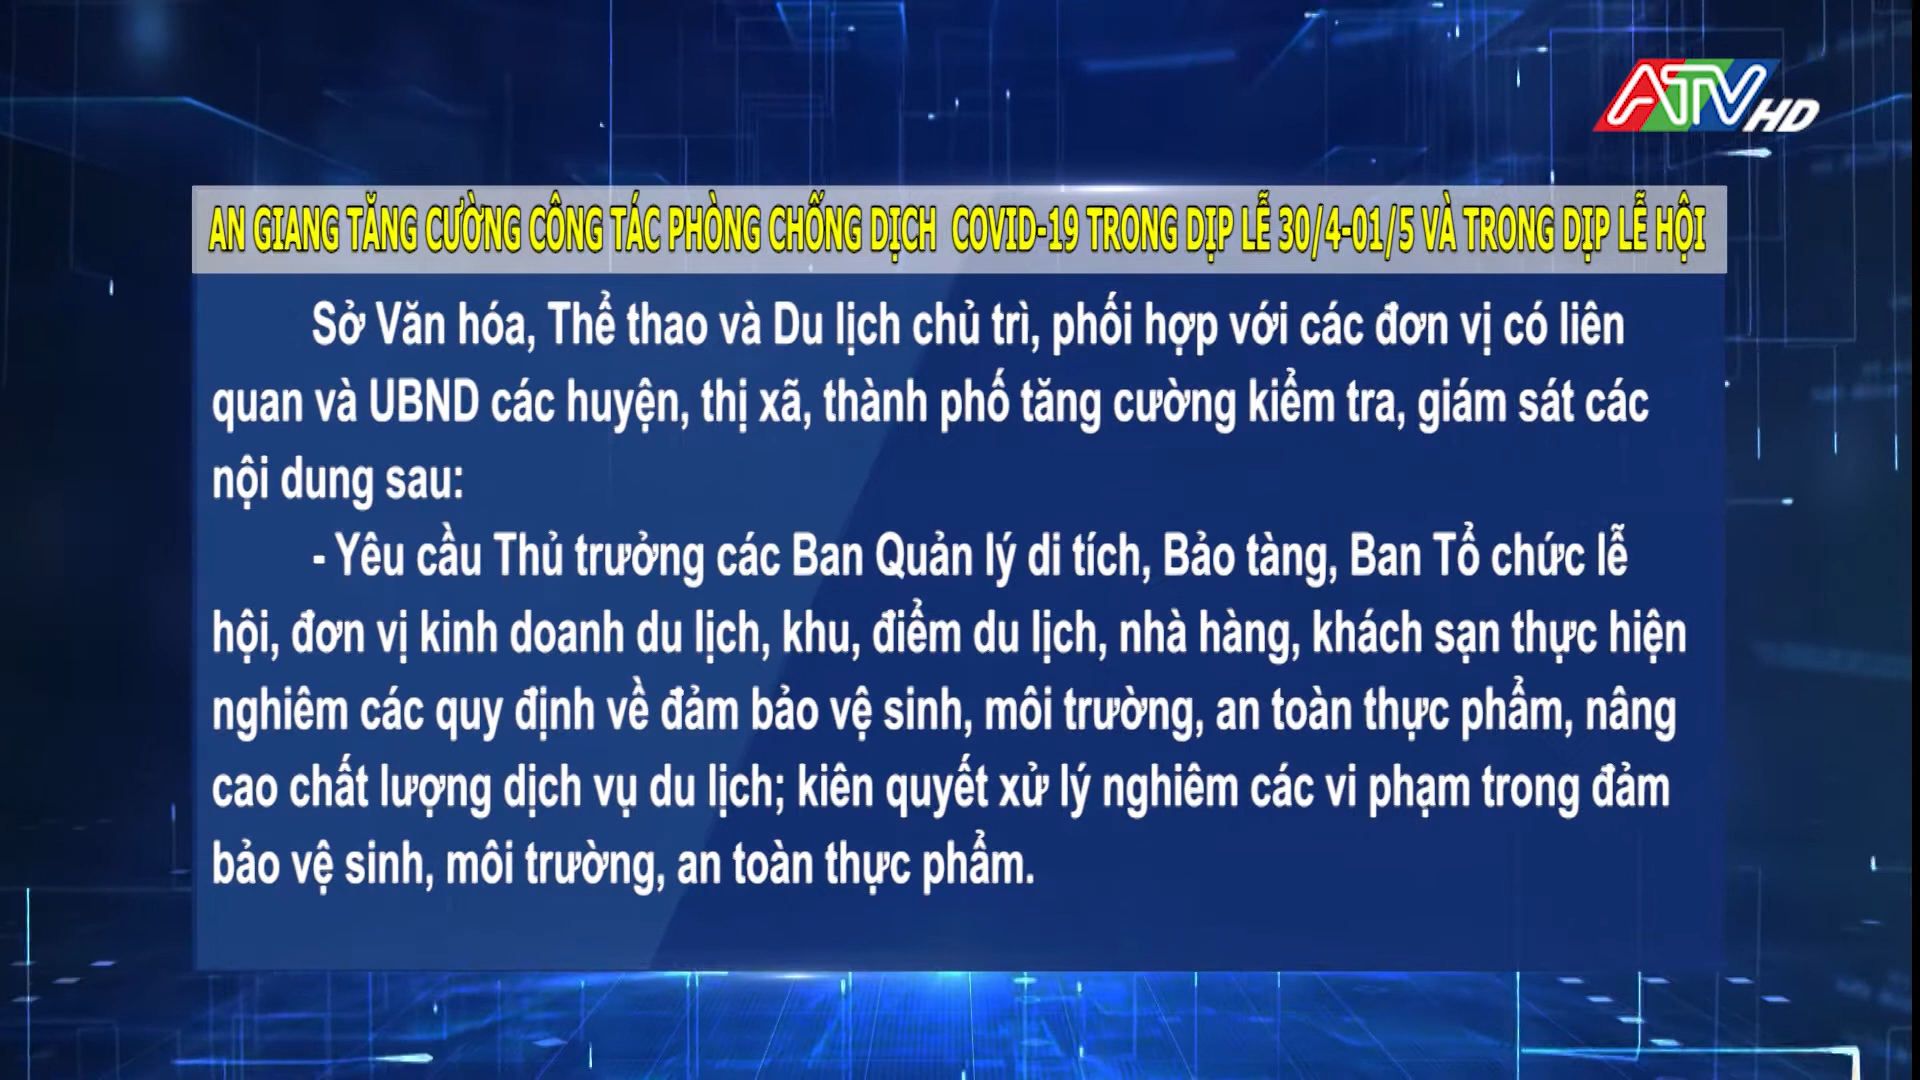 ATV HD
AN GIANG TĂNG CƯỜNG CÔNG TÁC PHÒNG CHỐNG DỊCH COVID-19 TRONG DỊP LỄ 30/4-01/5 VÀ TRONG DỊP LỄ HỘI
Sở Văn hóa, Thể thao và Du lịch chủ trì, phối hợp với các đơn vị có liên
quan và UBND các huyện, thị xã, thành phố tăng cường kiểm tra, giám sát các
nội dung sau:
- Yêu cầu Thủ trưởng các Ban Quản lý di tích, Bảo tàng, Ban Tổ chức lễ
hội, đơn vị kinh doanh du lịch, khu, điểm du lịch, nhà hàng, khách sạn thực hiện
nghiêm các quy định về đảm bảo vệ sinh, môi trường, an toàn thực phẩm, nâng
cao chất lượng dịch vụ du lịch; kiên quyết xử lý nghiêm các vi phạm trong đảm
bảo vệ sinh, môi trường, an toàn thực phẩm.